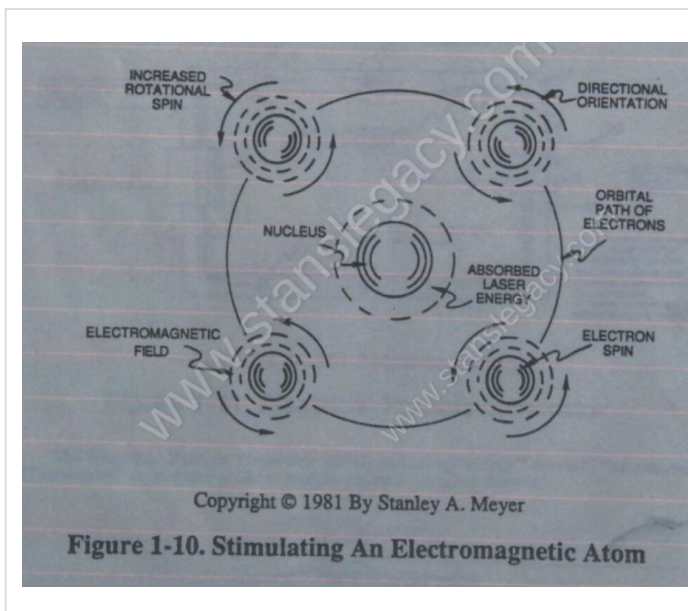 INCREASED
ROTATIONAL
SPIN
DIRECTIONAL
ORIENTATION
ORBITAL
PATH OF
ELECTRONS
NUCLEUS
ABSORBED
LASER
ENERGY
ELECTROMAGNETIC
FIELD
ELECTRON
SPIN
www.stanslegacy.com
www.stanslegacy.com
Copyright © 1981 By Stanley A. Meyer
Figure 1-10. Stimulating An Electromagnetic Atom